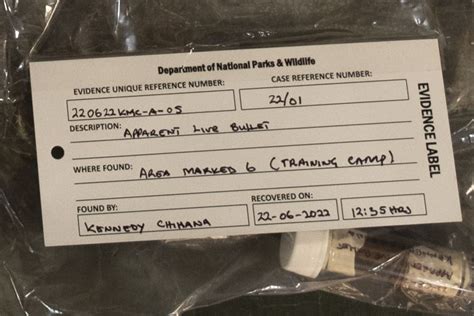 Department of National Parks & Wildlife
EVIDENCE UNIQUE REFERENCE NUMBER: CASE REFERENCE NUMBER:
220622KMC-A-05 22/01
DESCRIPTION: APPARENT LIVE BULLET
WHERE FOUND: AREA MARKED 6 (TRAINING CAMP)
FOUND BY: RECOVERED ON:
KENNEDY CHIHANA 22-06-2022 12:35HRS
EVIDENCE LABEL